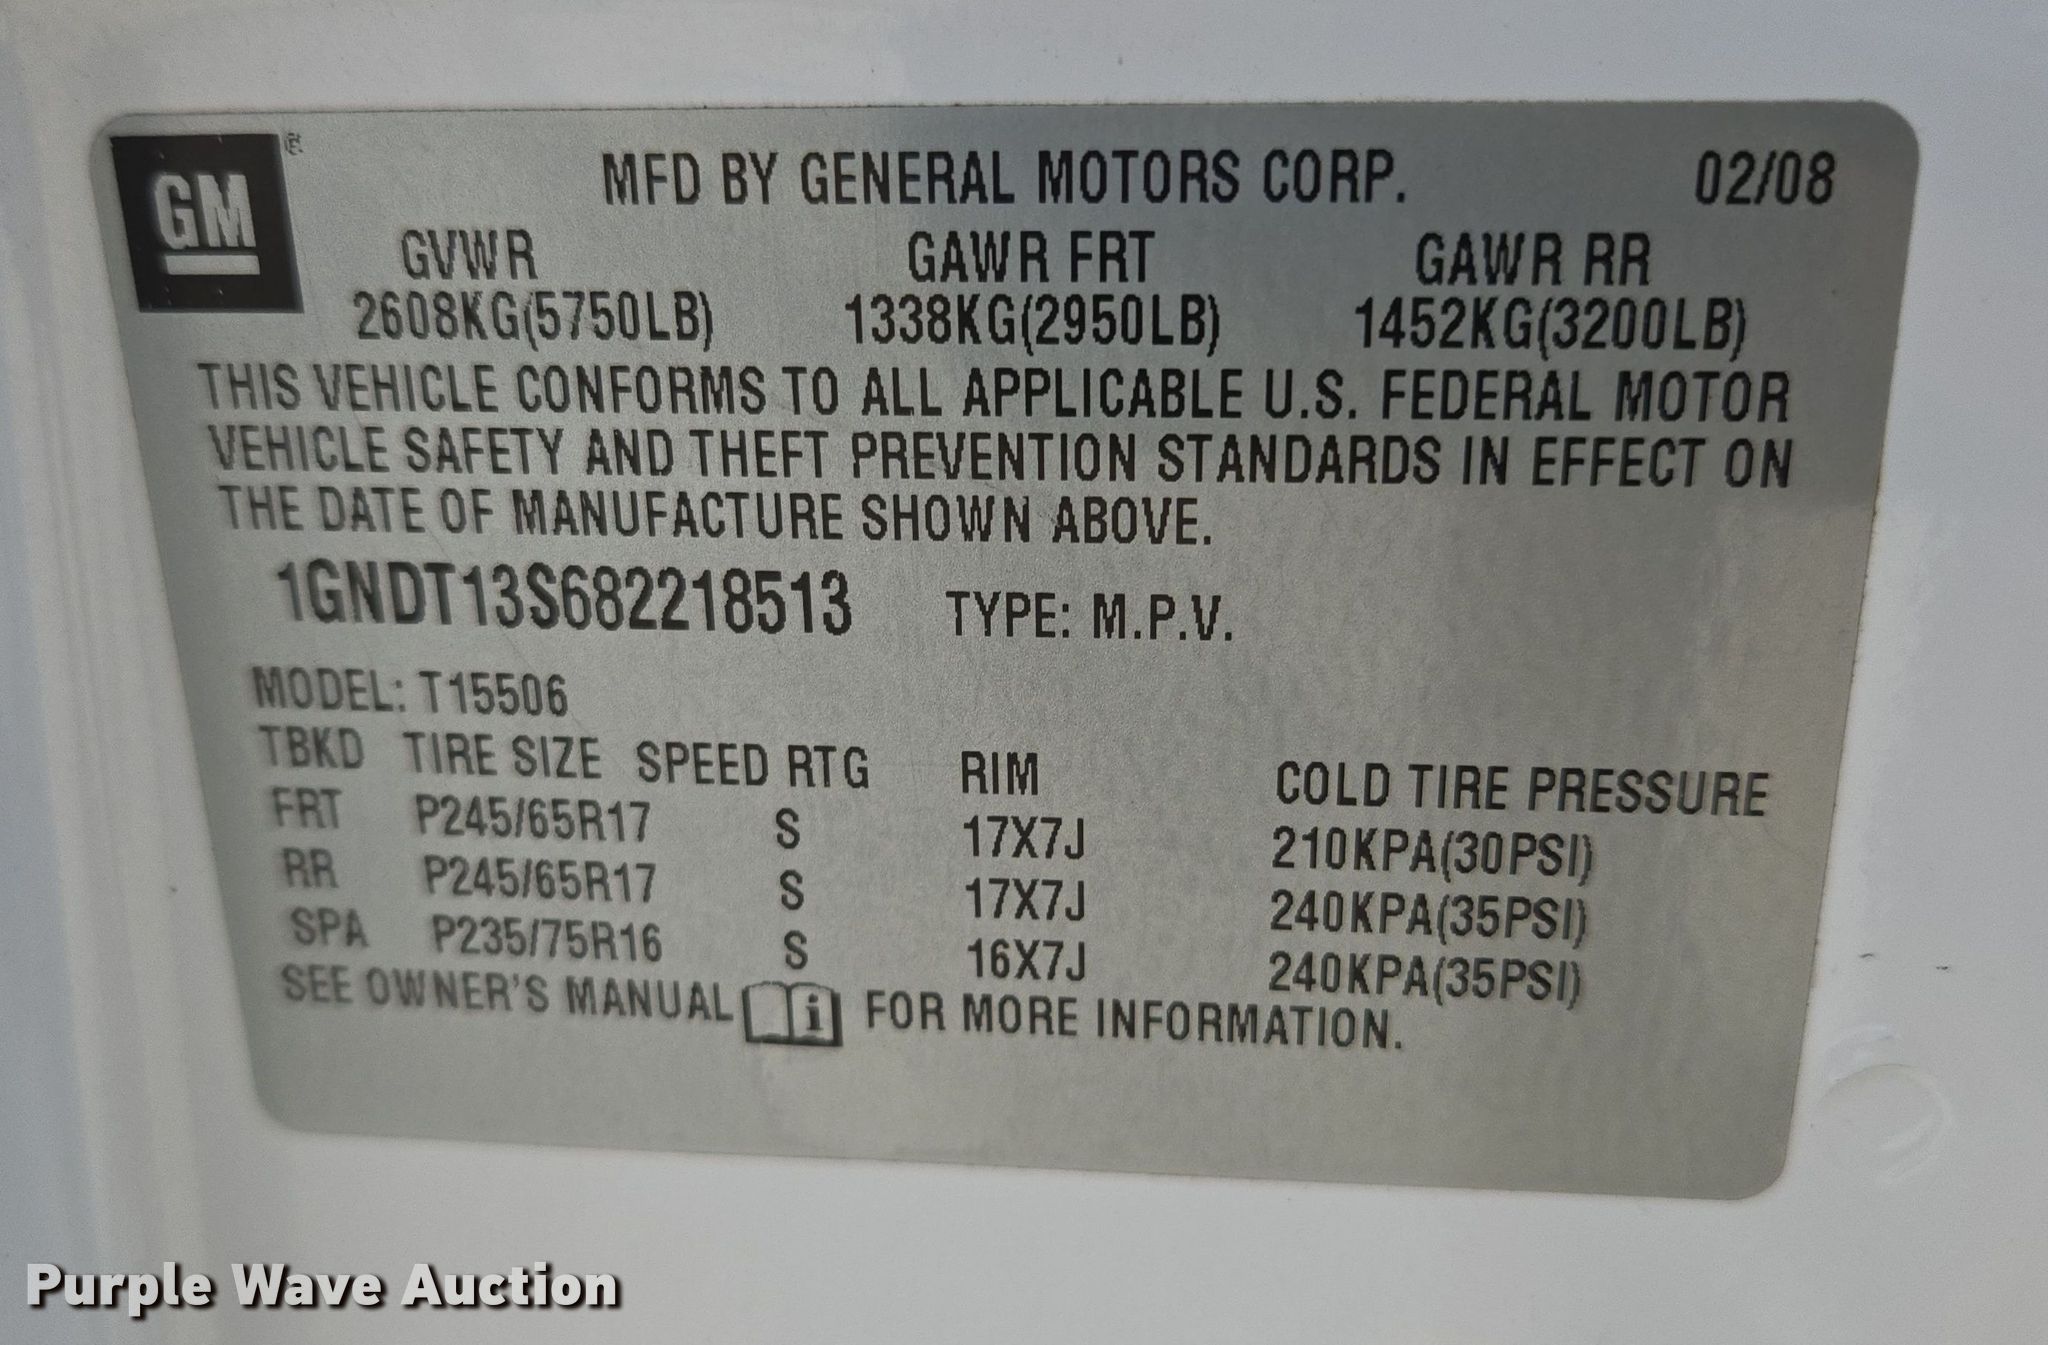 GM ®
MFD BY GENERAL MOTORS CORP. 02/08
GVWR GAWR FRT GAWR RR
2608KG(5750LB) 1338KG(2950LB) 1452KG(3200LB)
THIS VEHICLE CONFORMS TO ALL APPLICABLE U.S. FEDERAL MOTOR
VEHICLE SAFETY AND THEFT PREVENTION STANDARDS IN EFFECT ON
THE DATE OF MANUFACTURE SHOWN ABOVE.
1GNDT13S682218513 TYPE: M.P.V.
MODEL: T15506
TBKD TIRE SIZE SPEED RTG RIM COLD TIRE PRESSURE
FRT P245/65R17 S 17X7J 210KPA(30PSI)
RR P245/65R17 S 17X7J 240KPA(35PSI)
SPA P235/75R16 S 16X7J 240KPA(35PSI)
SEE OWNER'S MANUAL i FOR MORE INFORMATION.
Purple Wave Auction